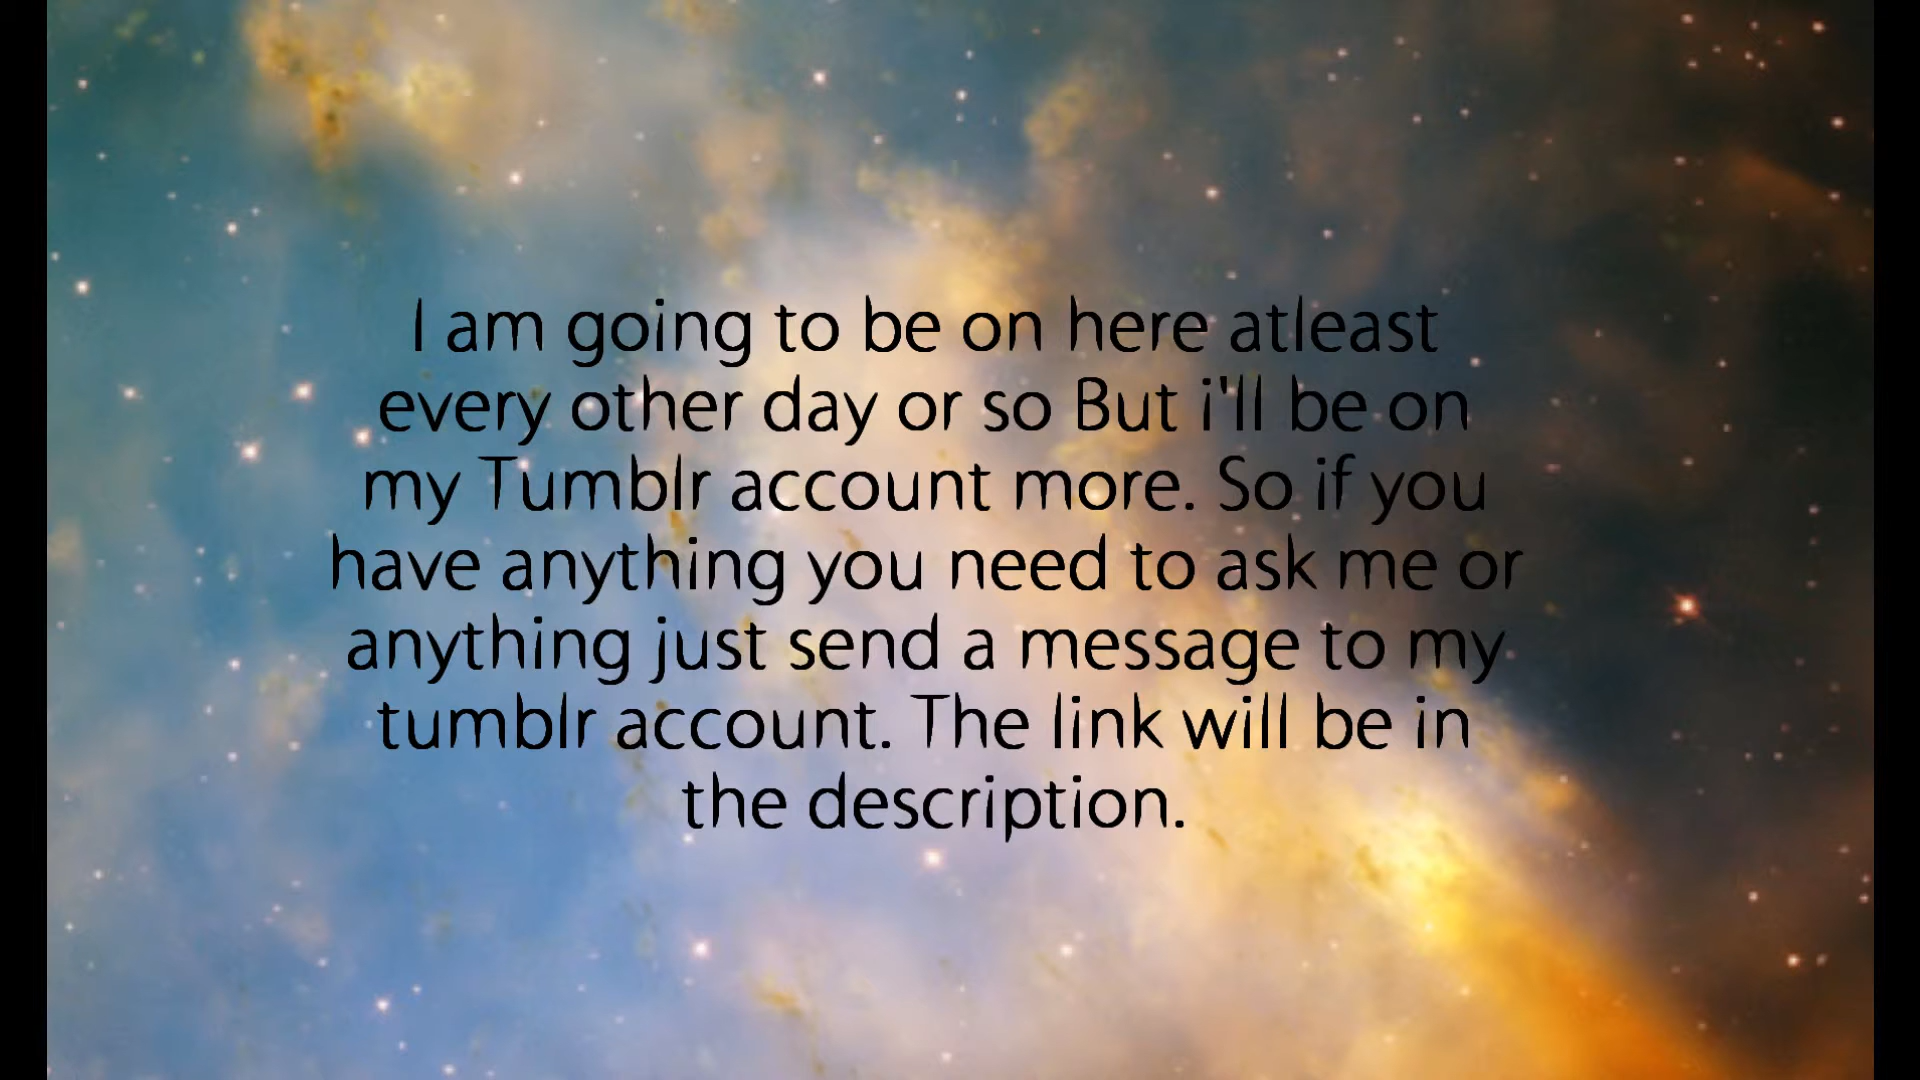 I am going to be on here atleast
every other day or so But i'll be on
my Tumblr account more. So if you
have anything you need to ask me or
anything just send a message to my
tumblr account. The link will be in
the description.